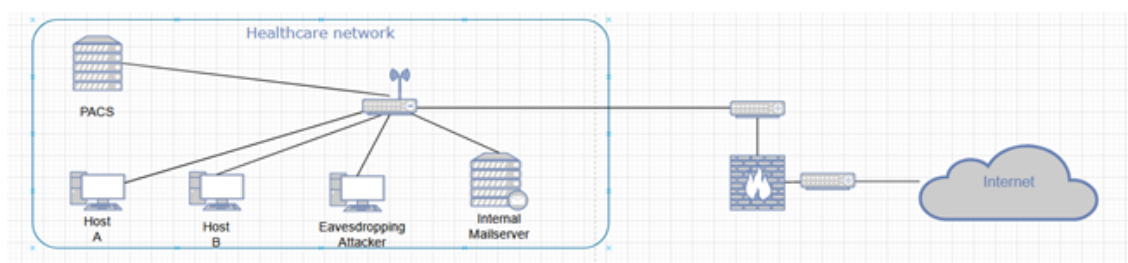 Healthcare network
PACS
Internet
Host
A
Host
B
Eavesdropping
Attacker
Internal
Mailserver